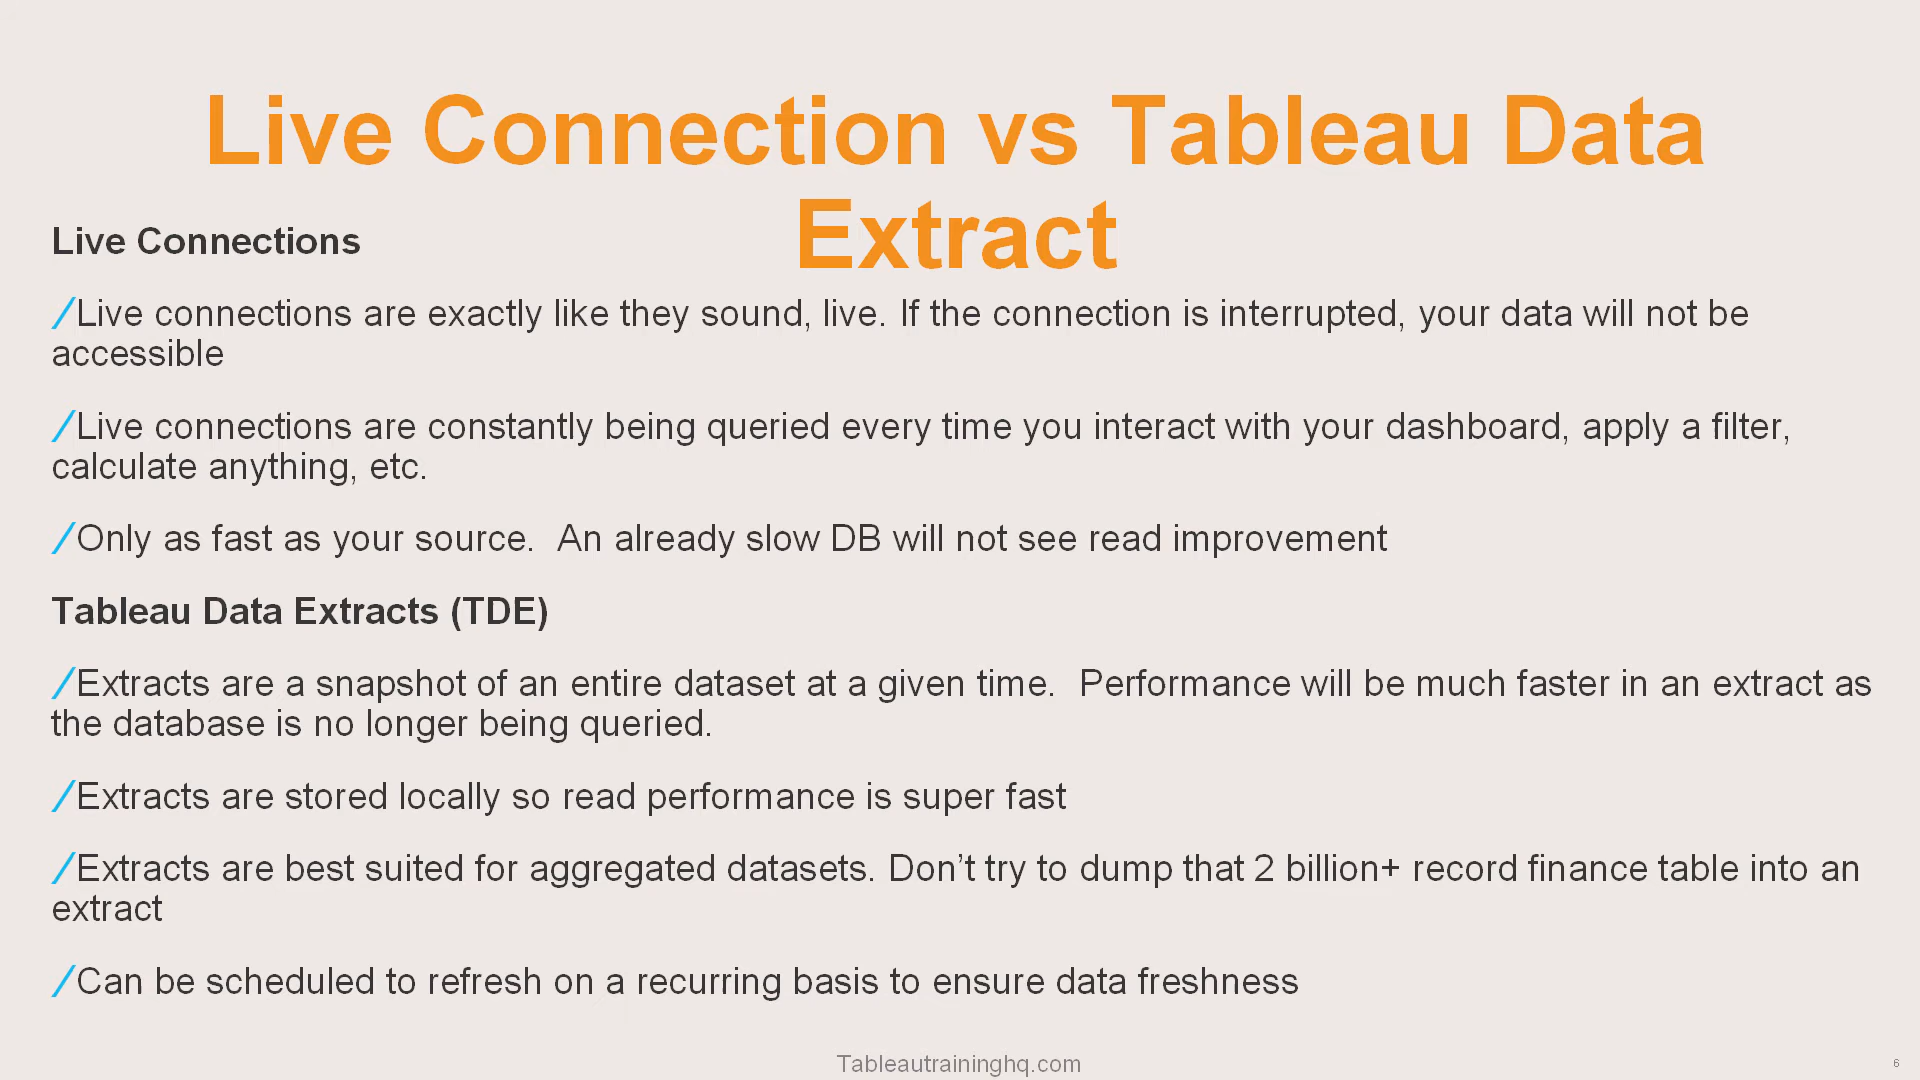 Live Connection vs Tableau Data
Extract
Live Connections
/Live connections are exactly like they sound, live. If the connection is interrupted, your data will not be
accessible
/Live connections are constantly being queried every time you interact with your dashboard, apply a filter,
calculate anything, etc.
/Only as fast as your source.  An already slow DB will not see read improvement
Tableau Data Extracts (TDE)
/Extracts are a snapshot of an entire dataset at a given time.  Performance will be much faster in an extract as
the database is no longer being queried.
/Extracts are stored locally so read performance is super fast
/Extracts are best suited for aggregated datasets. Don’t try to dump that 2 billion+ record finance table into an
extract
/Can be scheduled to refresh on a recurring basis to ensure data freshness
Tableautraininghq.com
6